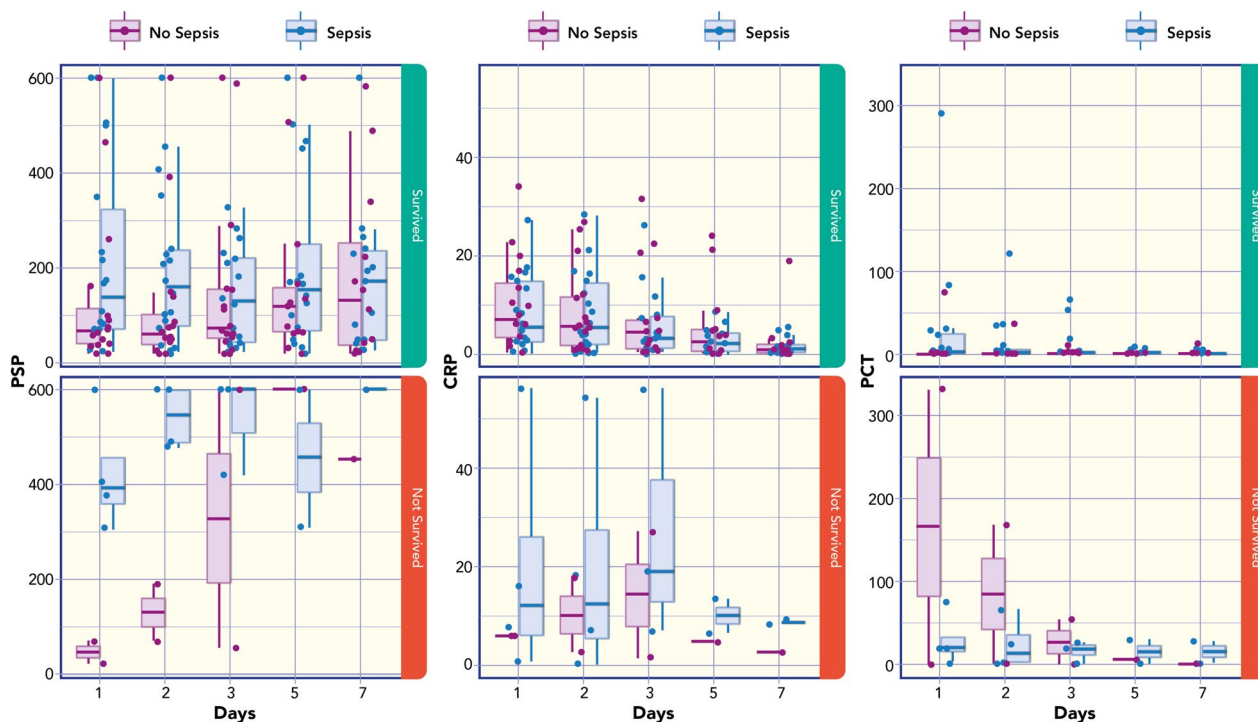 No Sepsis Sepsis No Sepsis Sepsis No Sepsis Sepsis
600
400
200
0
Survived
40
20
0
Survived
300
200
100
0
Survived
PSP
CRP
PCT
600
400
200
0
Not Survived
40
20
0
Not Survived
300
200
100
0
Not Survived
1 2 3 5 7
1 2 3 5 7
1 2 3 5 7
Days Days Days